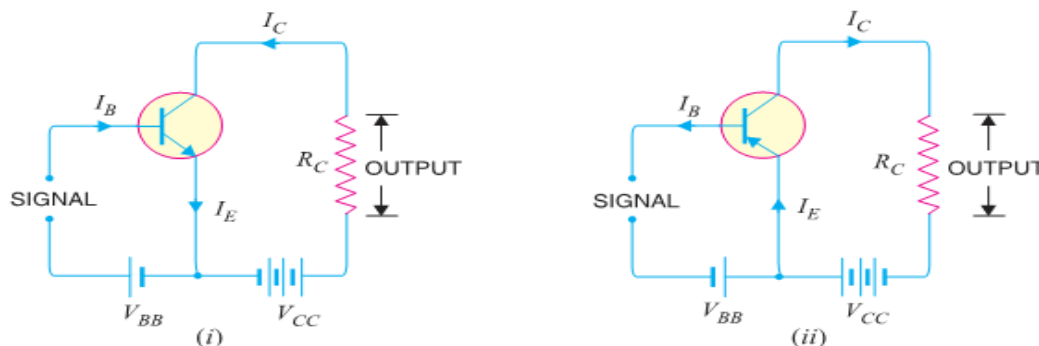 I_C
I_B
R_C OUTPUT
SIGNAL
I_E
V_BB
V_CC
(i)
I_C
I_B
R_C OUTPUT
SIGNAL
I_E
V_BB
V_CC
(ii)